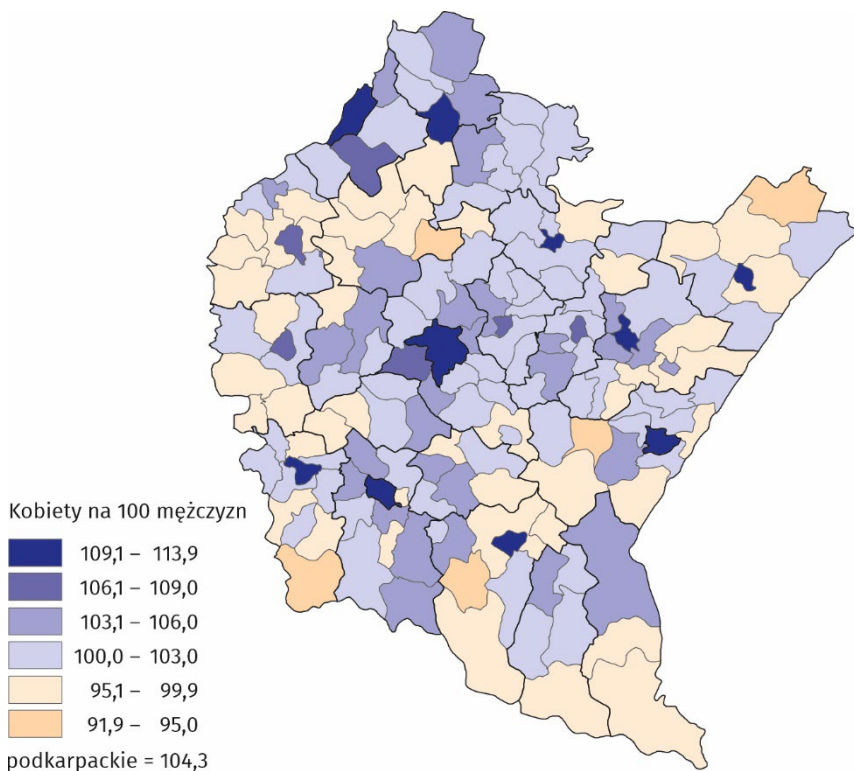 Kobiety na 100 mężczyzn
109,1 – 113,9
106,1 – 109,0
103,1 – 106,0
100,0 – 103,0
95,1 – 99,9
91,9 – 95,0
podkarpackie = 104,3